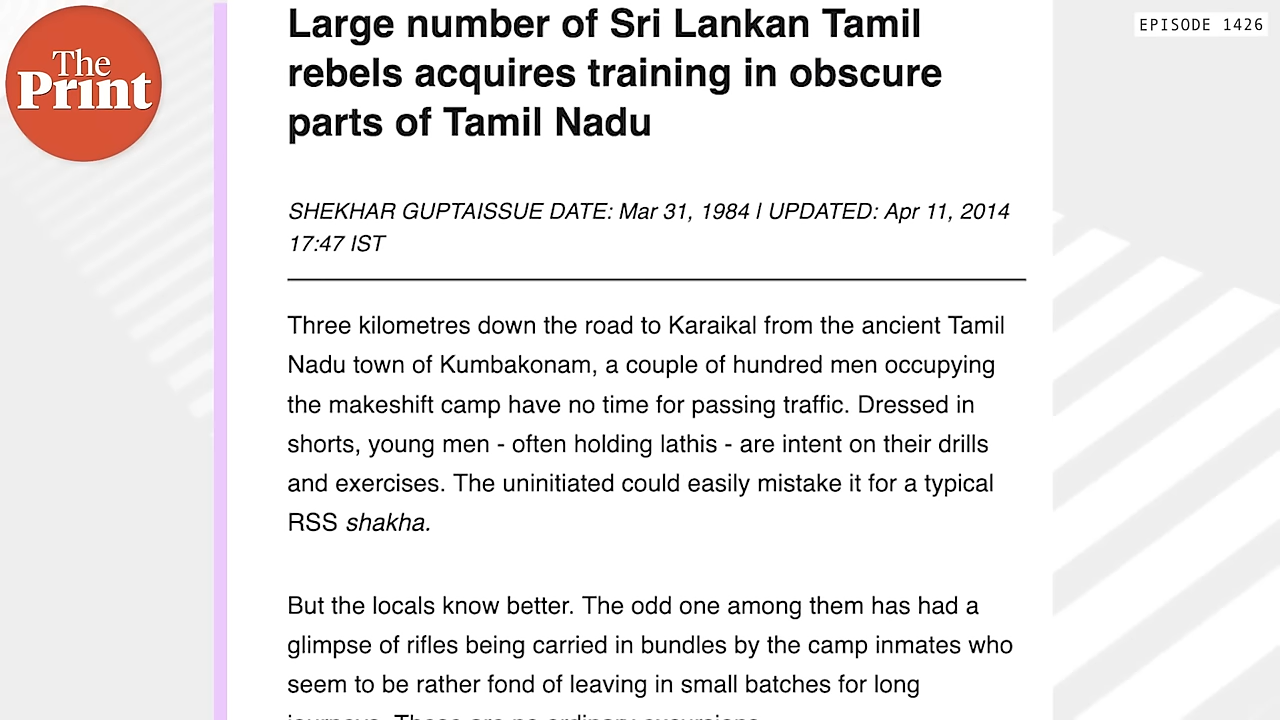 The
Print
EPISODE 1426
Large number of Sri Lankan Tamil
rebels acquires training in obscure
parts of Tamil Nadu
SHEKHAR GUPTAISSUE DATE: Mar 31, 1984 | UPDATED: Apr 11, 2014
17:47 IST
Three kilometres down the road to Karaikal from the ancient Tamil
Nadu town of Kumbakonam, a couple of hundred men occupying
the makeshift camp have no time for passing traffic. Dressed in
shorts, young men - often holding lathis - are intent on their drills
and exercises. The uninitiated could easily mistake it for a typical
RSS shakha.
But the locals know better. The odd one among them has had a
glimpse of rifles being carried in bundles by the camp inmates who
seem to be rather fond of leaving in small batches for long
journeys. These are no ordinary excursions.